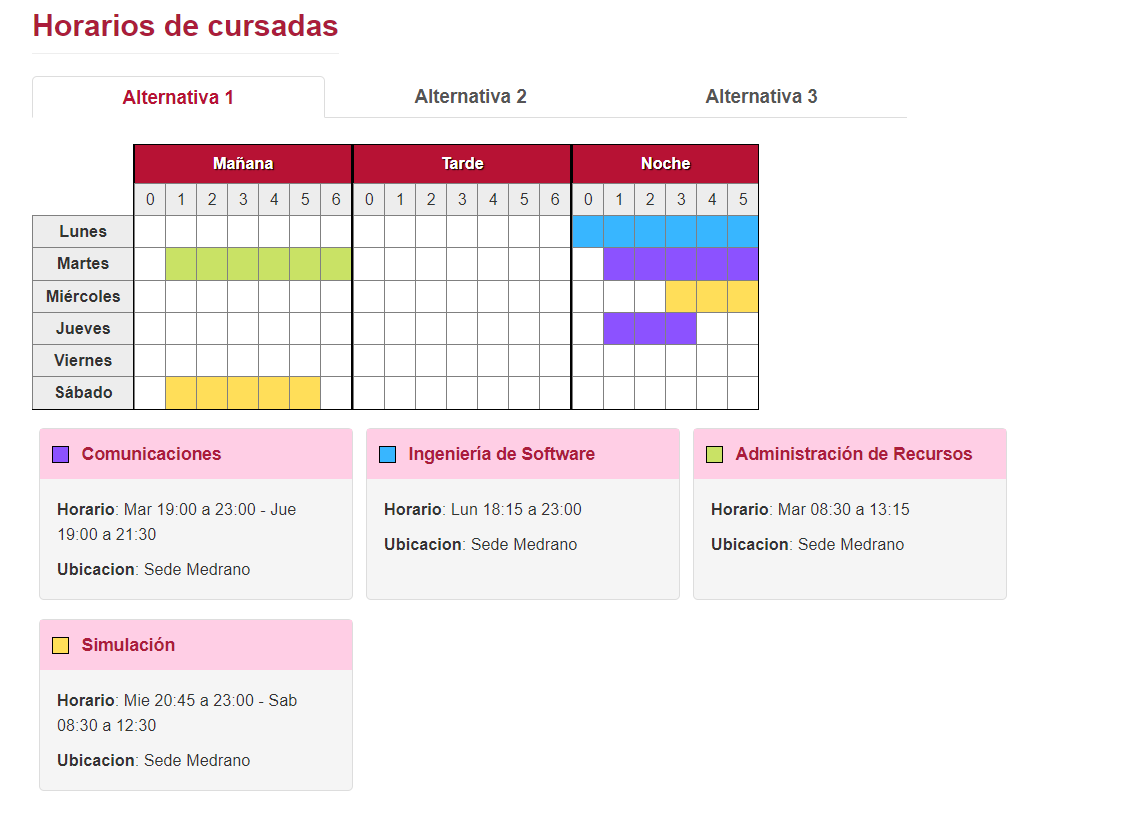 Horarios de cursadas
Alternativa 1 Alternativa 2 Alternativa 3
Mañana Tarde Noche
0 1 2 3 4 5 6 0 1 2 3 4 5 6 0 1 2 3 4 5
Lunes
Martes
Miércoles
Jueves
Viernes
Sábado
Comunicaciones
Horario: Mar 19:00 a 23:00 - Jue
19:00 a 21:30
Ubicacion: Sede Medrano
Ingeniería de Software
Horario: Lun 18:15 a 23:00
Ubicacion: Sede Medrano
Administración de Recursos
Horario: Mar 08:30 a 13:15
Ubicacion: Sede Medrano
Simulación
Horario: Mie 20:45 a 23:00 - Sab
08:30 a 12:30
Ubicacion: Sede Medrano